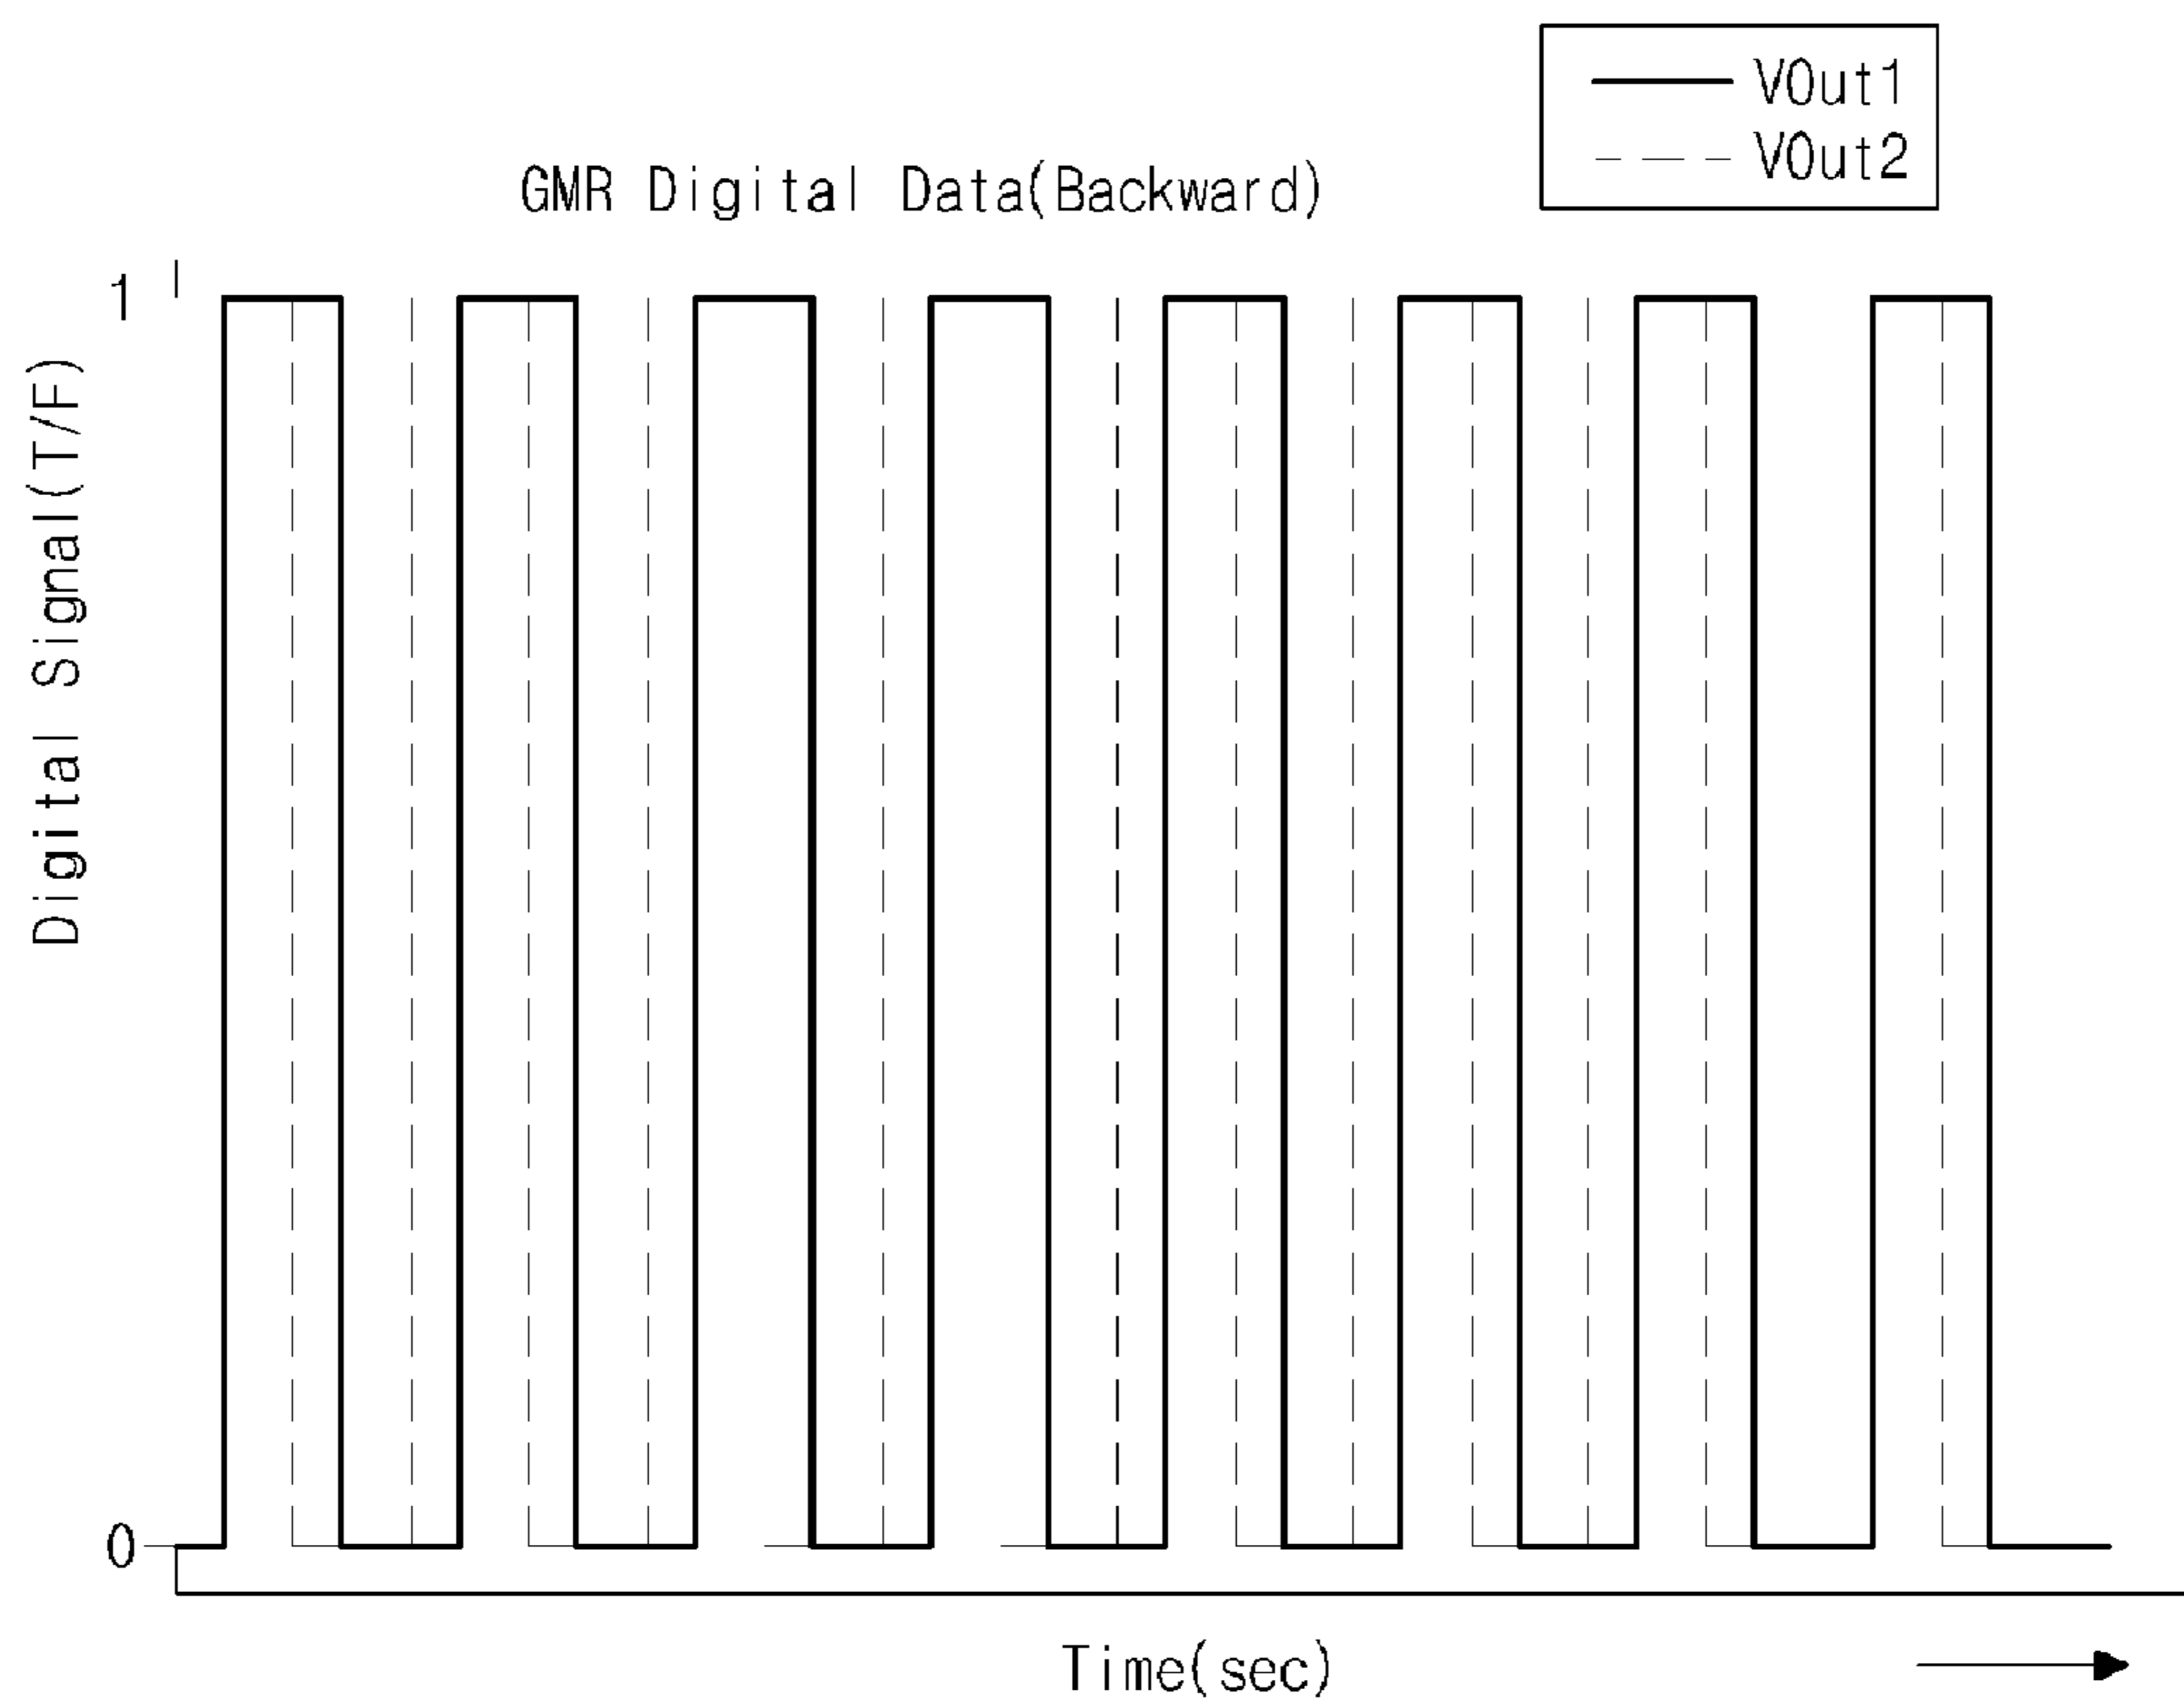 VOut1
VOut2
GMR Digital Data(Backward)
1
Digital Signal(T/F)
0
Time(sec)